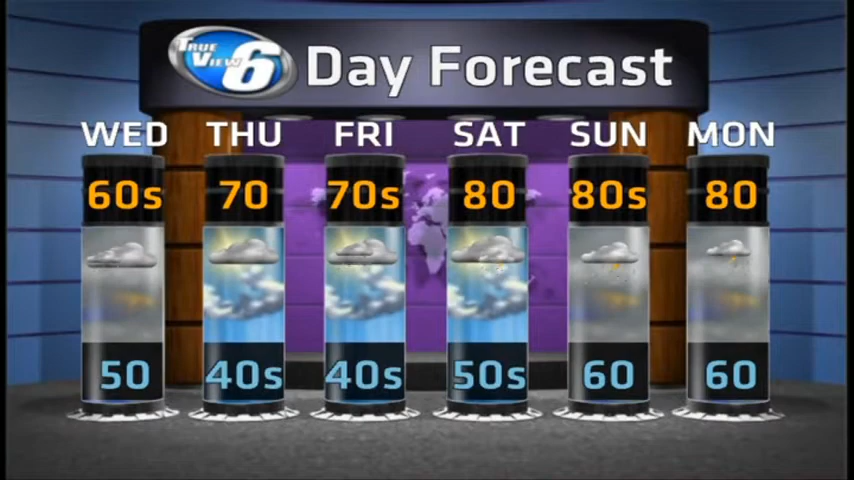 TRUE VIEW 6 Day Forecast
WED THU FRI SAT SUN MON
60s 70 70s 80 80s 80
50 40s 40s 50s 60 60